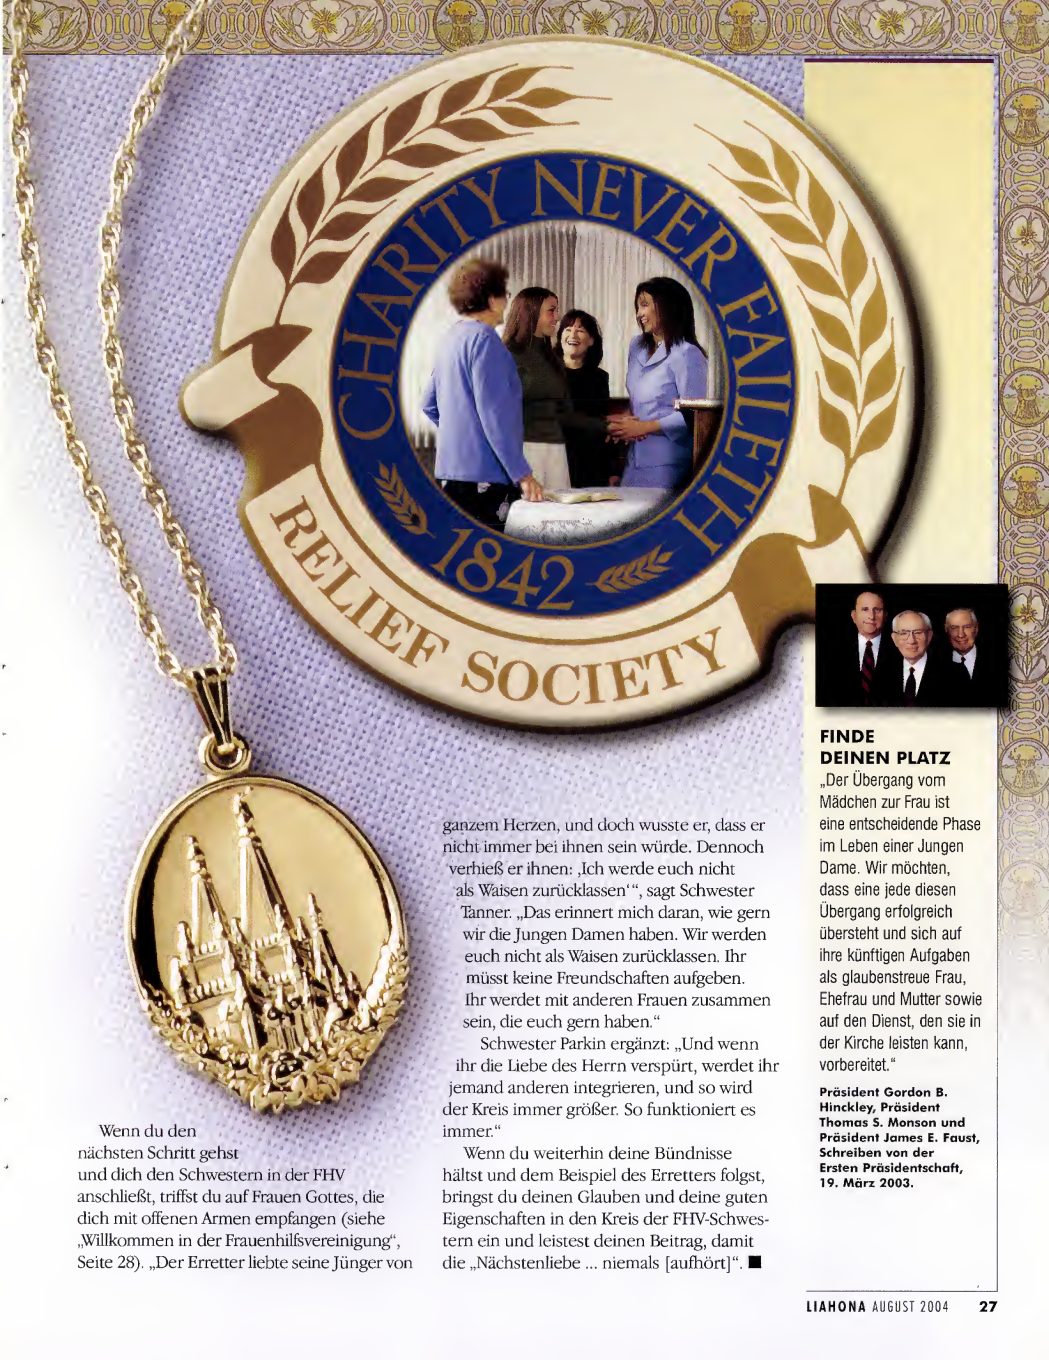 CHARITY NEVER FAILETH
1842
RELIEF SOCIETY
Wenn du den
nächsten Schritt gehst
und dich den Schwestern in der FHV
anschließt, triffst du auf Frauen Gottes, die
dich mit offenen Armen empfangen (siehe
„Willkommen in der Frauenhilfsvereinigung“,
Seite 28). „Der Erretter liebte seine Jünger von
ganzem Herzen, und doch wusste er, dass er
nicht immer bei ihnen sein würde. Dennoch
verhieß er ihnen: ‚Ich werde euch nicht
als Waisen zurücklassen‘“, sagt Schwester
Tanner. „Das erinnert mich daran, wie gern
wir die Jungen Damen haben. Wir werden
euch nicht als Waisen zurücklassen. Ihr
müsst keine Freundschaften aufgeben.
Ihr werdet mit anderen Frauen zusammen
sein, die euch gern haben.“
Schwester Parkin ergänzt: „Und wenn
ihr die Liebe des Herrn verspürt, werdet ihr
jemand anderen integrieren, und so wird
der Kreis immer größer. So funktioniert es
immer.“
Wenn du weiterhin deine Bündnisse
hältst und dem Beispiel des Erretters folgst,
bringst du deinen Glauben und deine guten
Eigenschaften in den Kreis der FHV-Schwes-
tern ein und leistest deinen Beitrag, damit
die „Nächstenliebe ... niemals [aufhört]“. ■
FINDE
DEINEN PLATZ
„Der Übergang vom
Mädchen zur Frau ist
eine entscheidende Phase
im Leben einer Jungen
Dame. Wir möchten,
dass eine jede diesen
Übergang erfolgreich
übersteht und sich auf
ihre künftigen Aufgaben
als glaubenstreue Frau,
Ehefrau und Mutter sowie
auf den Dienst, den sie in
der Kirche leisten kann,
vorbereitet.“
Präsident Gordon B.
Hinckley, Präsident
Thomas S. Monson und
Präsident James E. Faust,
Schreiben von der
Ersten Präsidentschaft,
19. März 2003.
LIAHONA AUGUST 2004 27